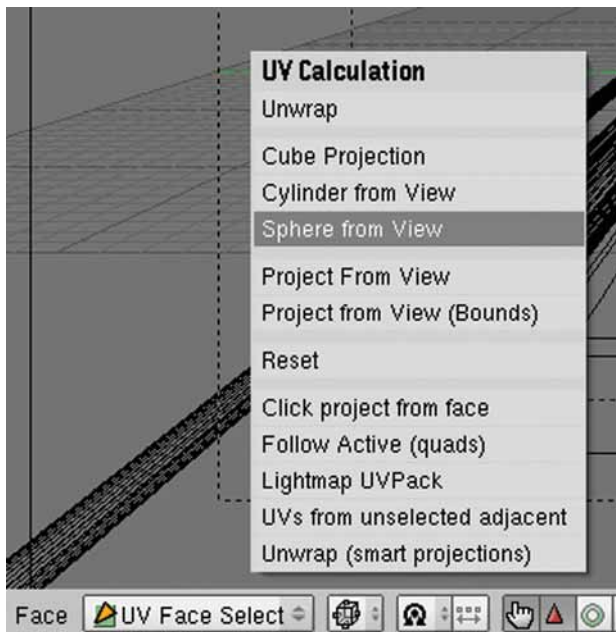 UV Calculation
Unwrap
Cube Projection
Cylinder from View
Sphere from View
Project From View
Project from View (Bounds)
Reset
Click project from face
Follow Active (quads)
Lightmap UVPack
UVs from unselected adjacent
Unwrap (smart projections)
Face UV Face Select